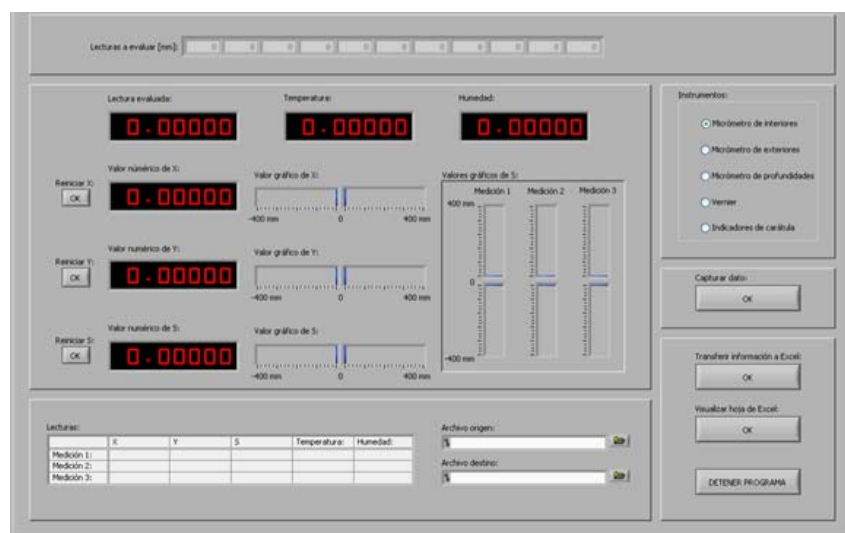 Lecturas a evaluar [mm]: 0 0 0 0 0 0 0 0 0 0
Lectura evaluada: Temperatura: Humedad:
0.00000 0.00000 0.00000
Valor númérico de X:
Reiniciar X: OK
0.00000
Valor gráfico de X:
-400 mm 0 400 mm
Valor numérico de Y:
Reiniciar Y: OK
0.00000
Valor gráfico de Y:
-400 mm 0 400 mm
Valor numérico de S:
Reiniciar S: OK
0.00000
Valor gráfico de S:
-400 mm 0 400 mm
Valores gráficos de S:
Medición 1 Medición 2 Medición 3
400 mm
0
-400 mm
Instrumentos:
Micrómetro de interiores
Micrómetro de exteriores
Micrómetro de profundidades
Vernier
Indicadores de carátula
Capturar dato:
OK
Transferir información a Excel:
OK
Visualizar hoja de Excel:
OK
DETENER PROGRAMA
Lecturas:
X Y S Temperatura: Humedad:
Medición 1:
Medición 2:
Medición 3:
Archivo origen:
Archivo destino: